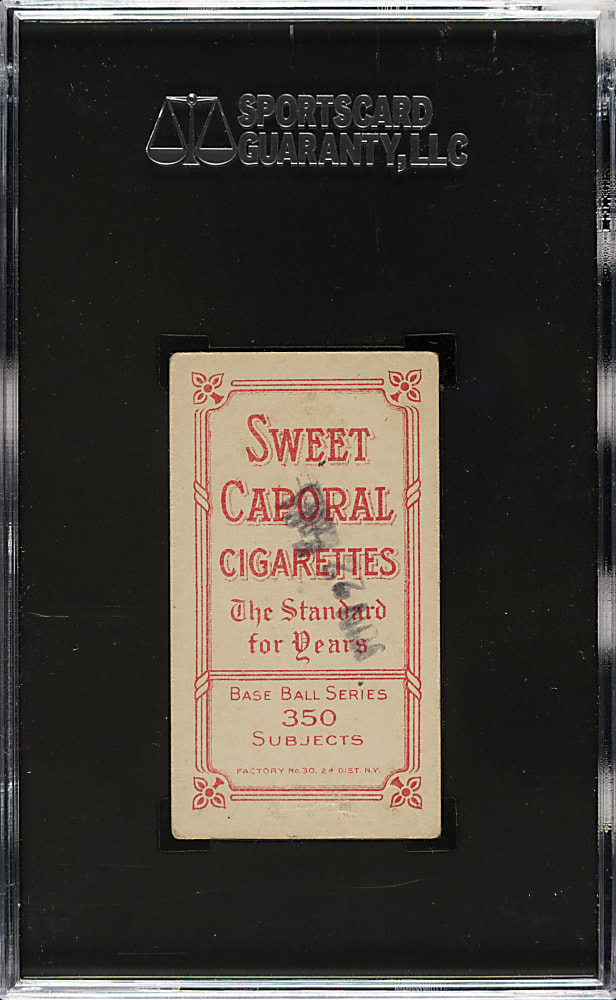 SPORTSCARD
GUARANTY, LLC
SWEET
CAPORAL
CIGARETTES
The Standard
for Years
BASE BALL SERIES
350
SUBJECTS
FACTORY No. 30, 2d DIST. N.Y.